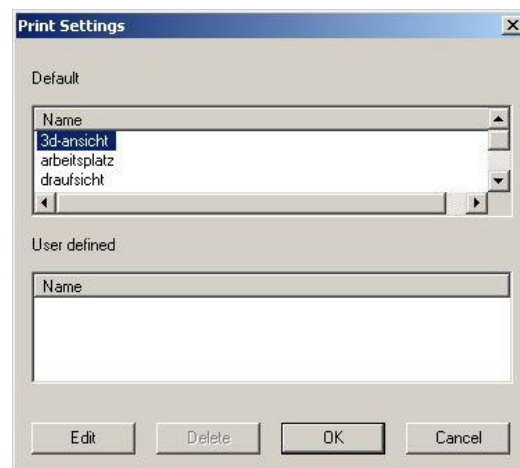 Print Settings
Default
Name
3d-ansicht
arbeitsplatz
draufsicht
User defined
Name
Edit Delete OK Cancel